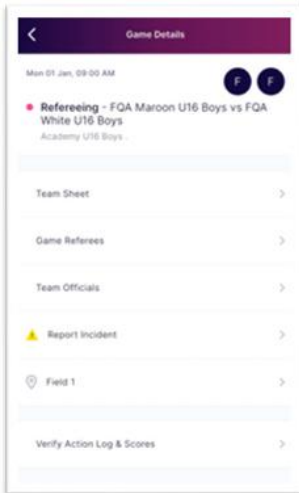 Game Details
Mon 01 Jan, 09:00 AM
F F
Refereeing - FQA Maroon U16 Boys vs FQA
White U16 Boys
Academy U16 Boys .
Team Sheet
Game Referees
Team Officials
Report Incident
Field 1
Verify Action Log & Scores